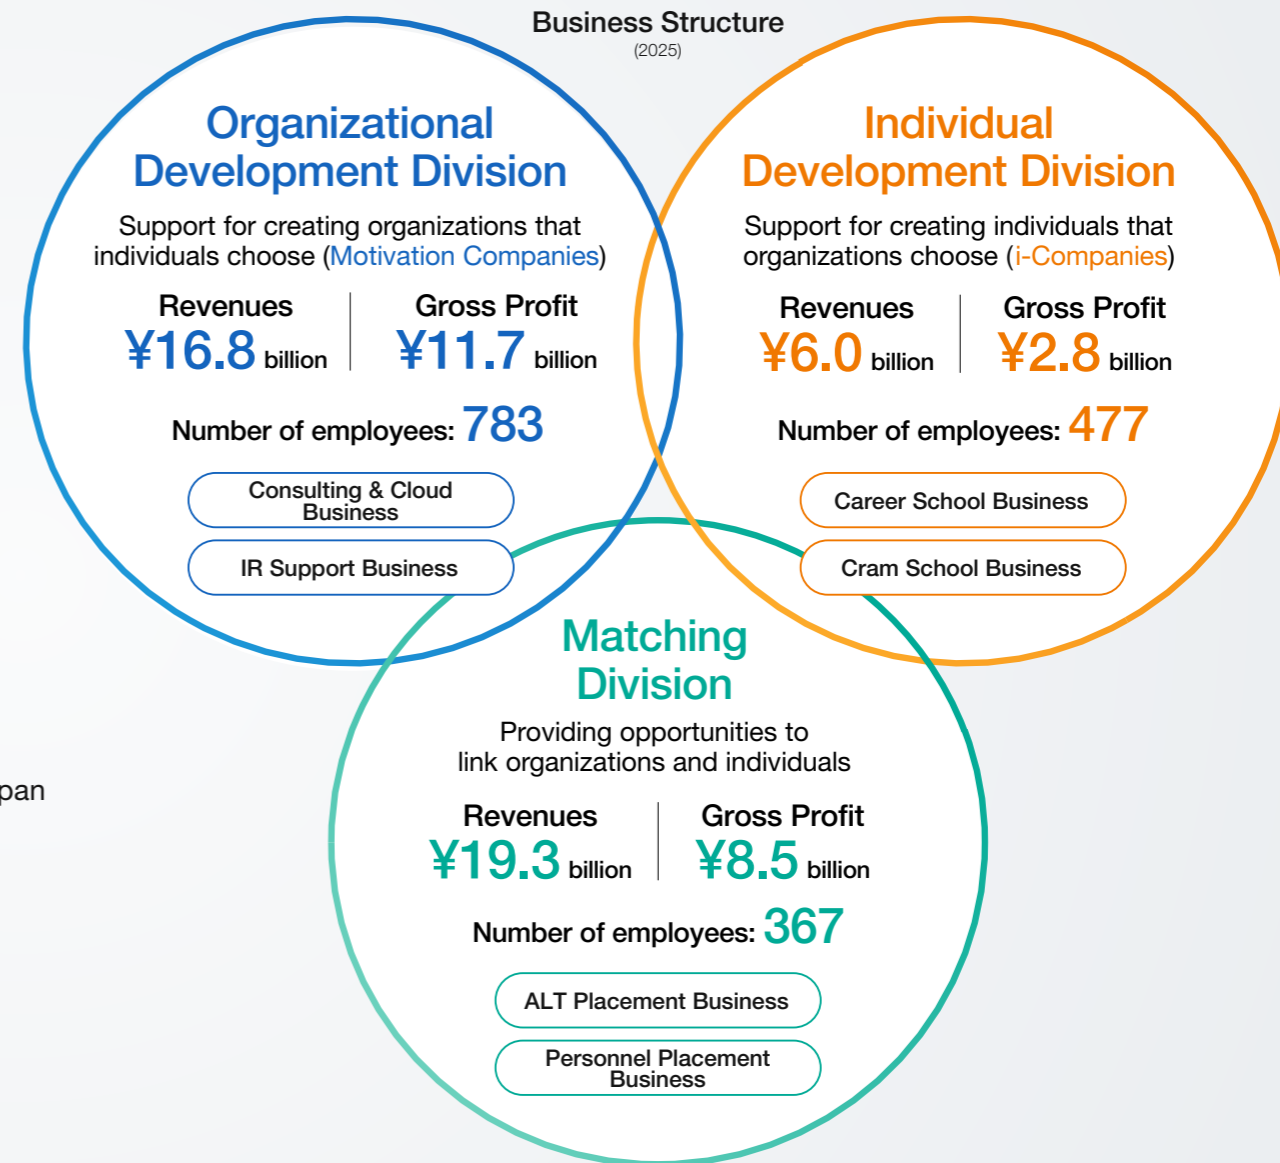 Business Structure
(2025)
Organizational
Development Division
Support for creating organizations that
individuals choose (Motivation Companies)
Revenues
¥16.8 billion
Gross Profit
¥11.7 billion
Number of employees: 783
Consulting & Cloud
Business
IR Support Business
Individual
Development Division
Support for creating individuals that
organizations choose (i-Companies)
Revenues
¥6.0 billion
Gross Profit
¥2.8 billion
Number of employees: 477
Career School Business
Cram School Business
Matching
Division
Providing opportunities to
link organizations and individuals
Revenues
¥19.3 billion
Gross Profit
¥8.5 billion
Number of employees: 367
ALT Placement Business
Personnel Placement
Business
pan